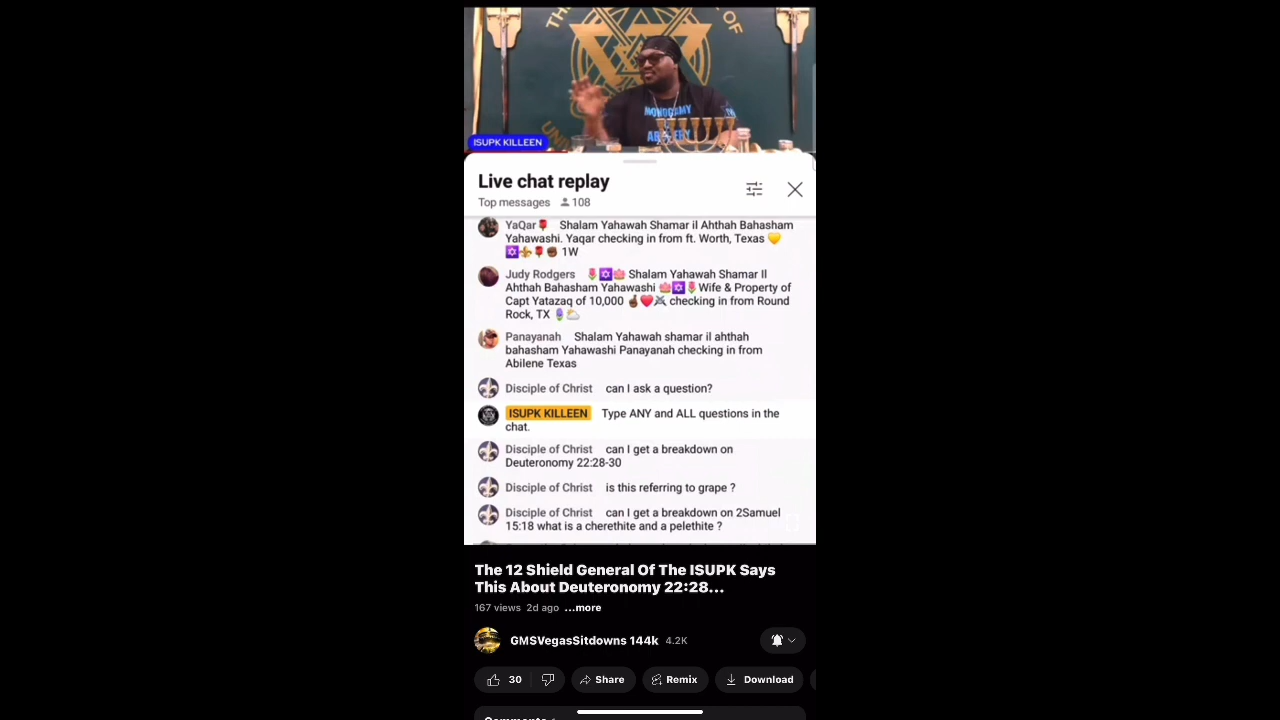 TH
OF
UNI
MONOGAMY
ISUPK KILLEEN
Live chat replay
Top messages 108
YaQar🌹 Shalam Yahawah Shamar il Ahthah Bahasham
Yahawashi. Yaqar checking in from ft. Worth, Texas 💛
🔯⚜️🌹✊🏿 1W
Judy Rodgers 🌷🔯🪷 Shalam Yahawah Shamar Il
Ahthah Bahasham Yahawashi 🪷🔯🌷Wife & Property of
Capt Yatazaq of 10,000 ☝🏿❤️⚔️ checking in from Round
Rock, TX 🪻⛅
Panayanah Shalam Yahawah shamar il ahthah
bahasham Yahawashi Panayanah checking in from
Abilene Texas
Disciple of Christ can I ask a question?
ISUPK KILLEEN Type ANY and ALL questions in the
chat.
Disciple of Christ can I get a breakdown on
Deuteronomy 22:28-30
Disciple of Christ is this referring to grape ?
Disciple of Christ can I get a breakdown on 2Samuel
15:18 what is a cherethite and a pelethite ?
The 12 Shield General Of The ISUPK Says
This About Deuteronomy 22:28...
167 views 2d ago ...more
GMSVegasSitdowns 144k 4.2K
30 Share Remix Download
Comments